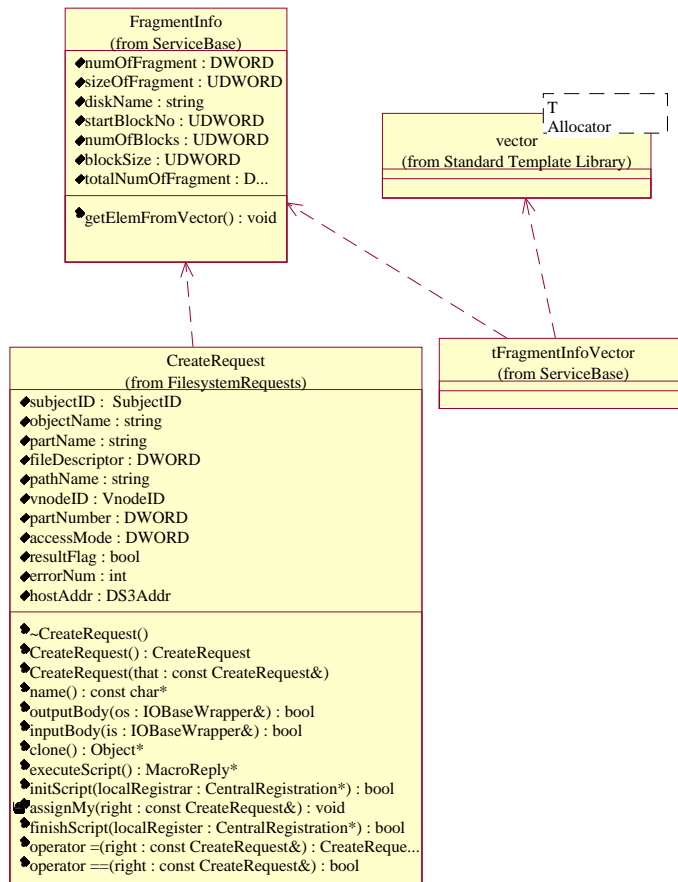 FragmentInfo
(from ServiceBase)
numOfFragment : DWORD
sizeOfFragment : UDWORD
diskName : string
startBlockNo : UDWORD
numOfBlocks : UDWORD
blockSize : UDWORD
totalNumOfFragment : D...
getElemFromVector() : void
T
Allocator
vector
(from Standard Template Library)
tFragmentInfoVector
(from ServiceBase)
CreateRequest
(from FilesystemRequests)
subjectID :  SubjectID
objectName : string
partName : string
fileDescriptor : DWORD
pathName : string
vnodeID : VnodeID
partNumber : DWORD
accessMode : DWORD
resultFlag : bool
errorNum : int
hostAddr : DS3Addr
~CreateRequest()
CreateRequest() : CreateRequest
CreateRequest(that : const CreateRequest&)
name() : const char*
outputBody(os : IOBaseWrapper&) : bool
inputBody(is : IOBaseWrapper&) : bool
clone() : Object*
executeScript() : MacroReply*
initScript(localRegistrar : CentralRegistration*) : bool
assignMy(right : const CreateRequest&) : void
finishScript(localRegister : CentralRegistration*) : bool
operator =(right : const CreateRequest&) : CreateReque...
operator ==(right : const CreateRequest&) : bool